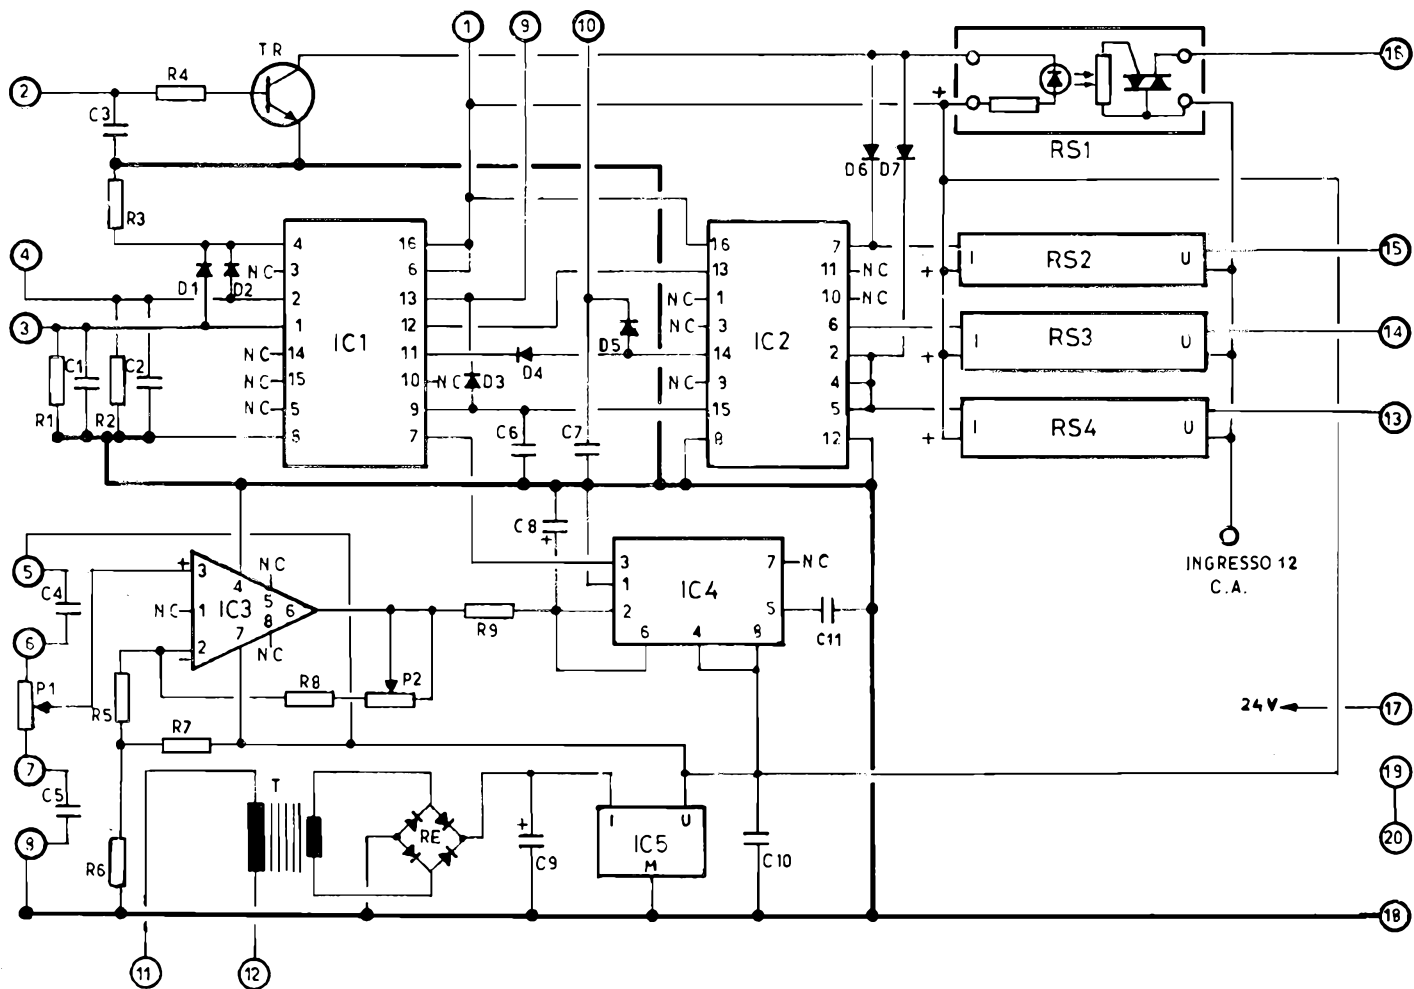 1
9
10
TR
R4
2
C3
16
+
RS1
D6
D7
R3
4
4
NC 3
D1
D2
2
3
1
NC 14
NC 15
NC 5
8
IC1
16
6
13
12
11
10 NC
9
7
D3
D4
D5
C1
R1
C2
R2
C6
C7
16
13
NC 1
NC 3
14
NC 9
15
8
IC2
7
11 NC
10 NC
6
2
4
5
12
I RS2 U
+
15
I RS3 U
+
14
I RS4 U
+
13
INGRESSO 12
C.A.
C8
+
5
C4
6
P1
7
C5
8
+
3
NC 1
2
-
IC3
4
NC
5
8
NC
7
6
R9
R8
P2
R5
R7
R6
3
1
2
IC4
7 NC
5
6 4 8
C11
24V
17
19
20
18
T
RE
+
C9
I U
IC5
M
C10
11
12